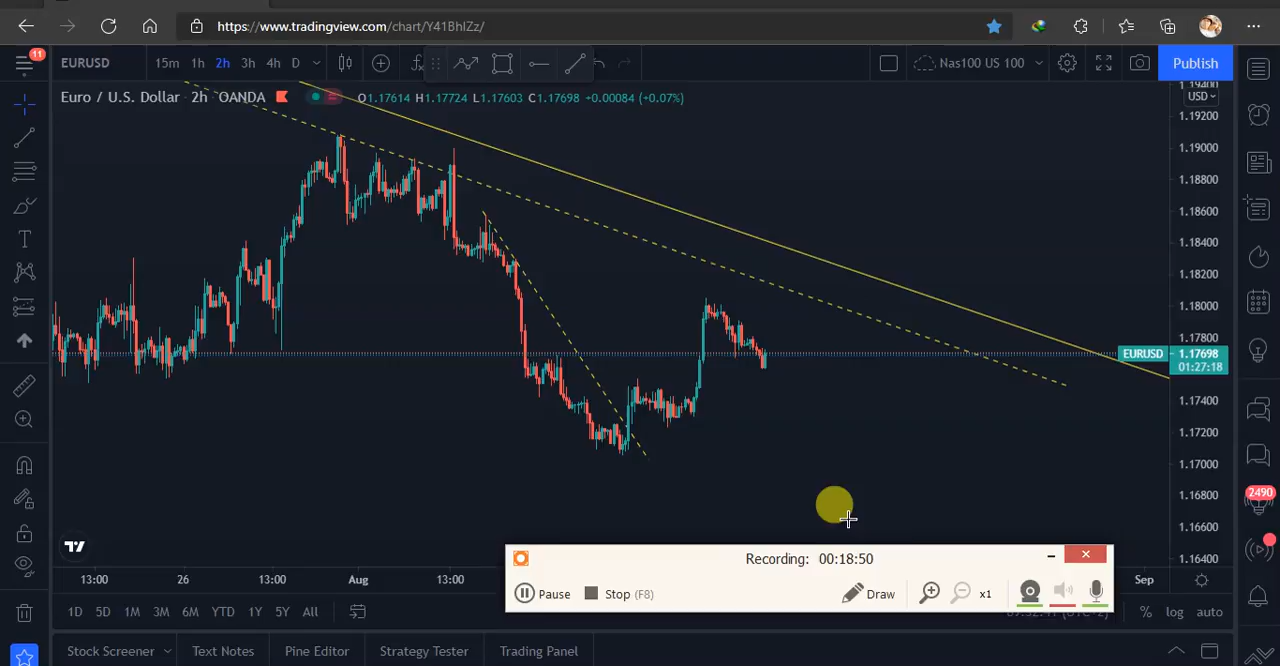 https://www.tradingview.com/chart/Y41BhIZz/
11
EURUSD
15m 1h 2h 3h 4h D
Nas100 US 100
Publish
Euro / U.S. Dollar 2h OANDA O1.17614 H1.17724 L1.17603 C1.17698 +0.00084 (+0.07%)
1.19400
USD
1.19200
1.19000
1.18800
1.18600
1.18400
1.18200
1.18000
1.17800
EURUSD 1.17698
01:27:18
1.17400
1.17200
1.17000
1.16800
1.16600
1.16400
2490
Recording: 00:18:50
Pause
Stop (F8)
Draw
x1
13:00 26 13:00 Aug 13:00 Sep
1D 5D 1M 3M 6M YTD 1Y 5Y All
% log auto
Stock Screener Text Notes Pine Editor Strategy Tester Trading Panel